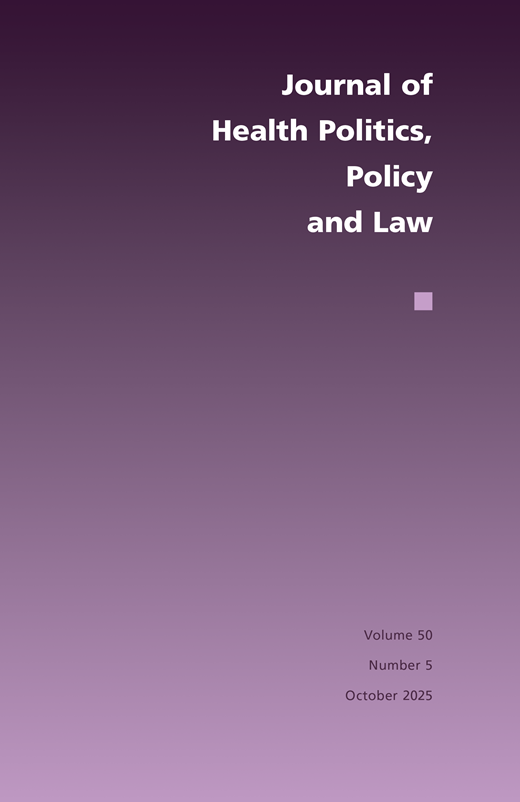 Journal of
Health Politics,
Policy
and Law
Volume 50
Number 5
October 2025